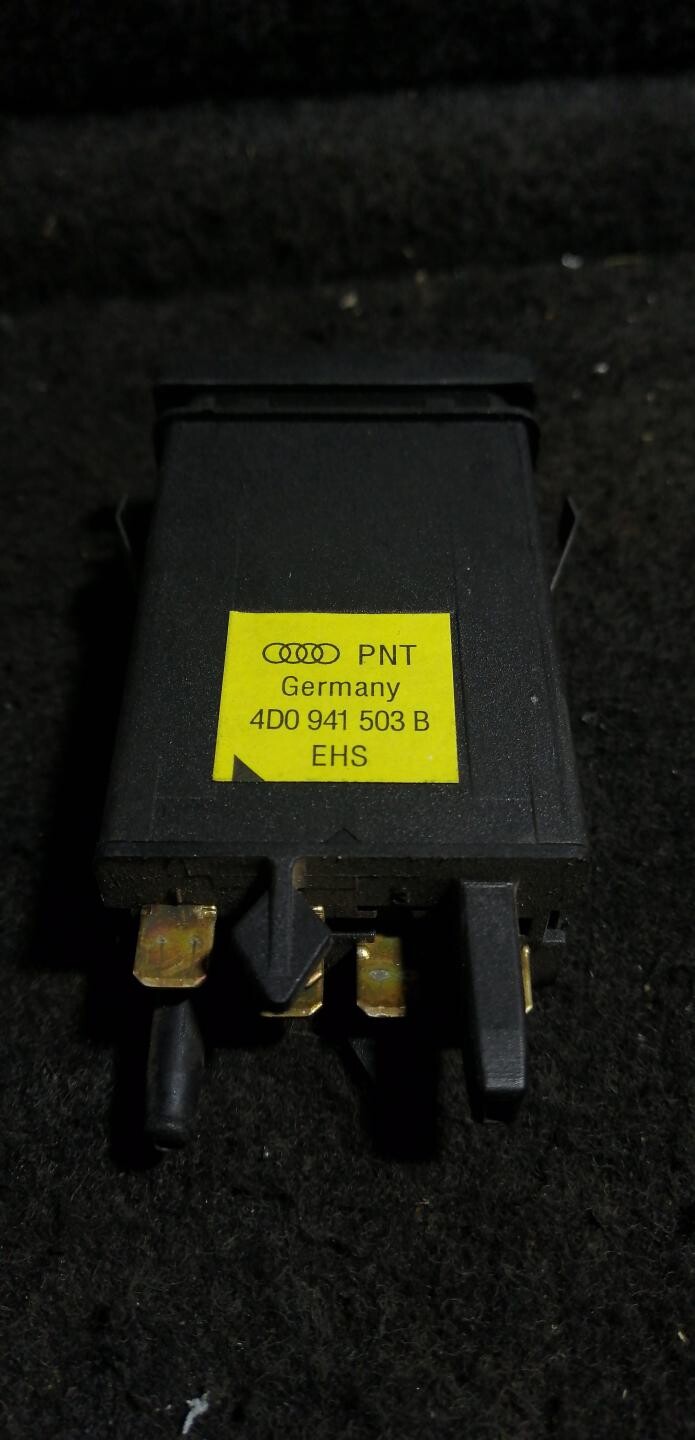 PNT
Germany
4D0 941 503 B
EHS